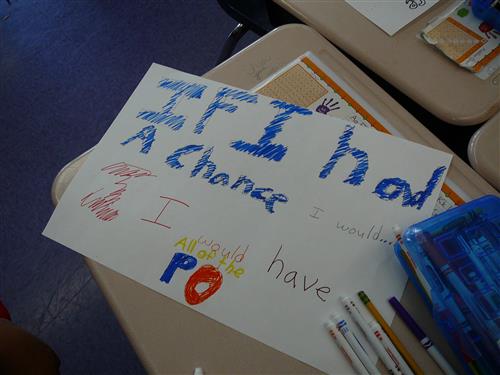 IF I had
A Chance
I would...
I would have
All of the
PO